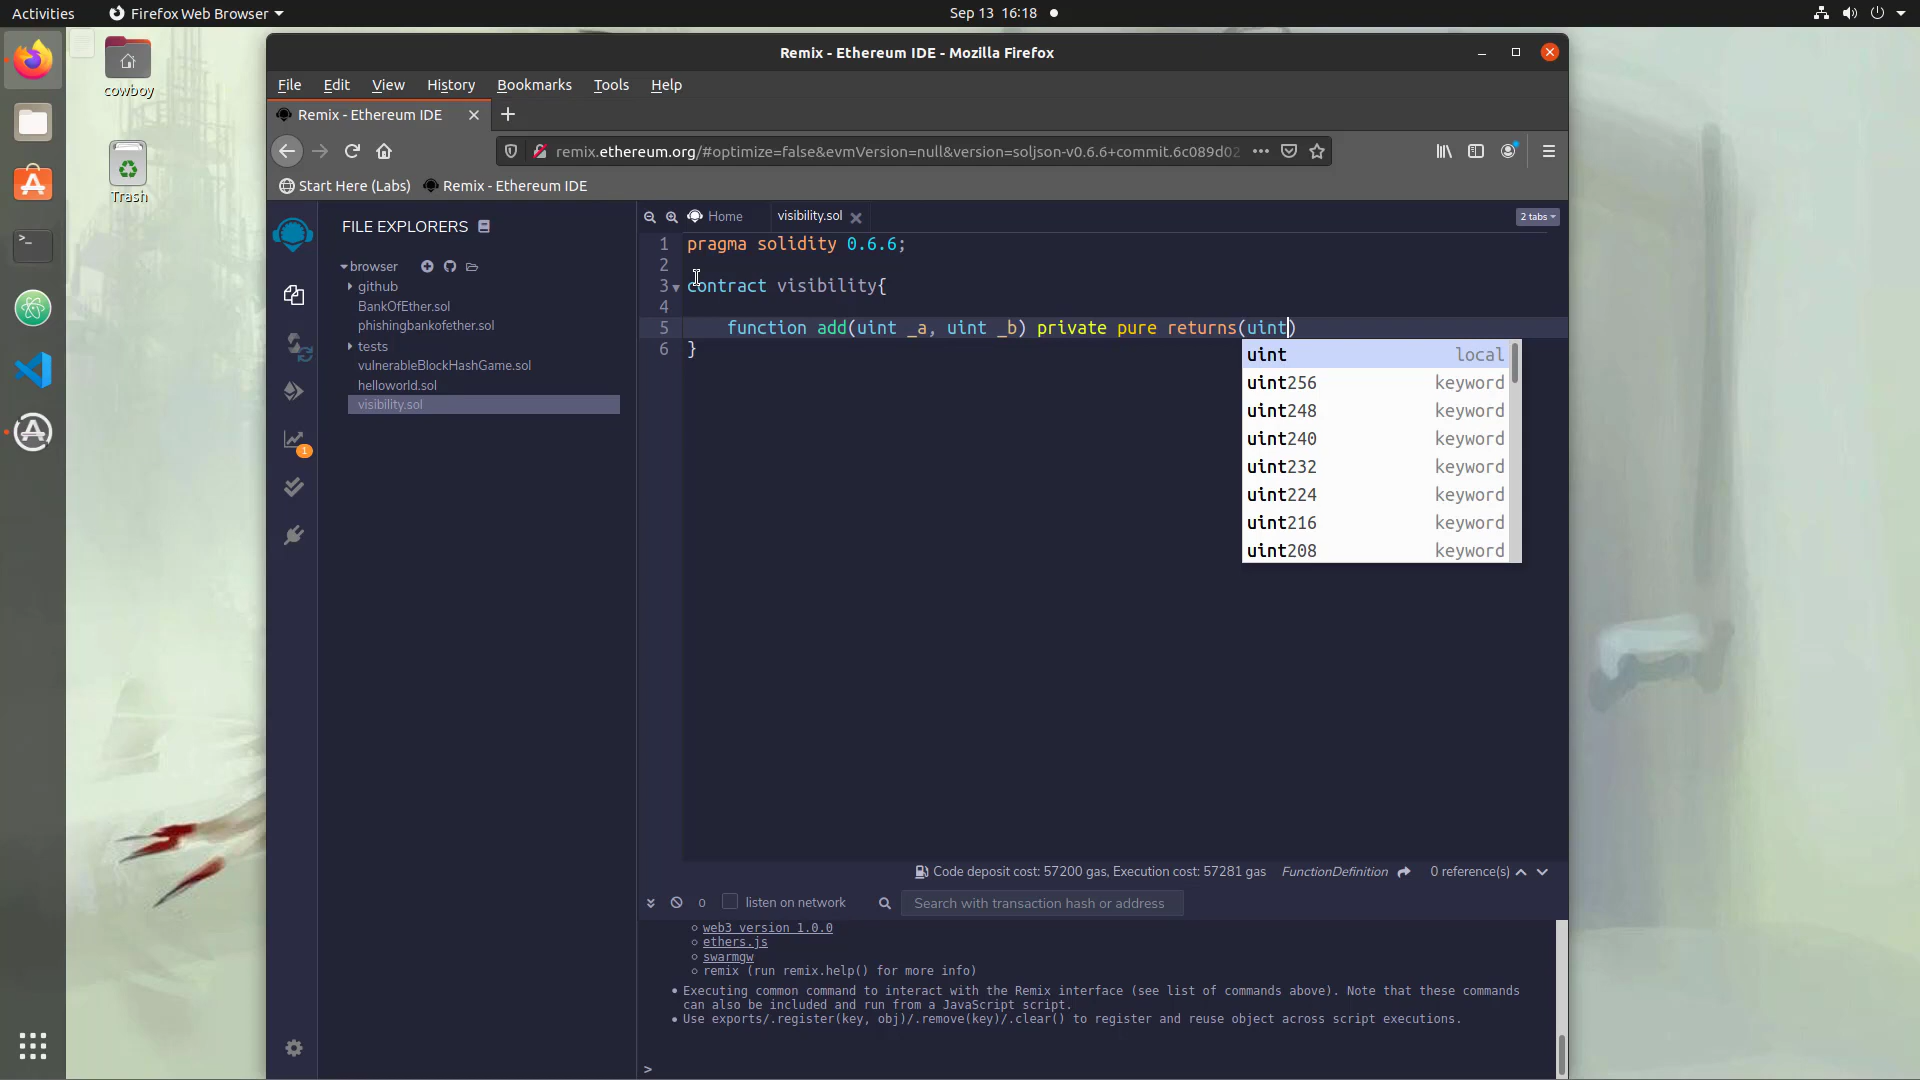 Activities
Firefox Web Browser
Sep 13 16:18
cowboy
Trash
Remix - Ethereum IDE - Mozilla Firefox
File Edit View History Bookmarks Tools Help
Remix - Ethereum IDE
remix.ethereum.org/#optimize=false&evmVersion=null&version=soljson-v0.6.6+commit.6c089d02
Start Here (Labs) Remix - Ethereum IDE
FILE EXPLORERS
browser
github
BankOfEther.sol
phishingbankofether.sol
tests
vulnerableBlockHashGame.sol
helloworld.sol
visibility.sol
1
Home visibility.sol 2 tabs
1 pragma solidity 0.6.6;
2
3 contract visibility{
4
5 function add(uint _a, uint _b) private pure returns(uint)
6 }
uint local
uint256 keyword
uint248 keyword
uint240 keyword
uint232 keyword
uint224 keyword
uint216 keyword
uint208 keyword
Code deposit cost: 57200 gas, Execution cost: 57281 gas FunctionDefinition 0 reference(s)
0 listen on network Search with transaction hash or address
web3 version 1.0.0
ethers.js
swarmgw
remix (run remix.help() for more info)
Executing common command to interact with the Remix interface (see list of commands above). Note that these commands
can also be included and run from a JavaScript script.
Use exports/.register(key, obj)/.remove(key)/.clear() to register and reuse object across script executions.
>